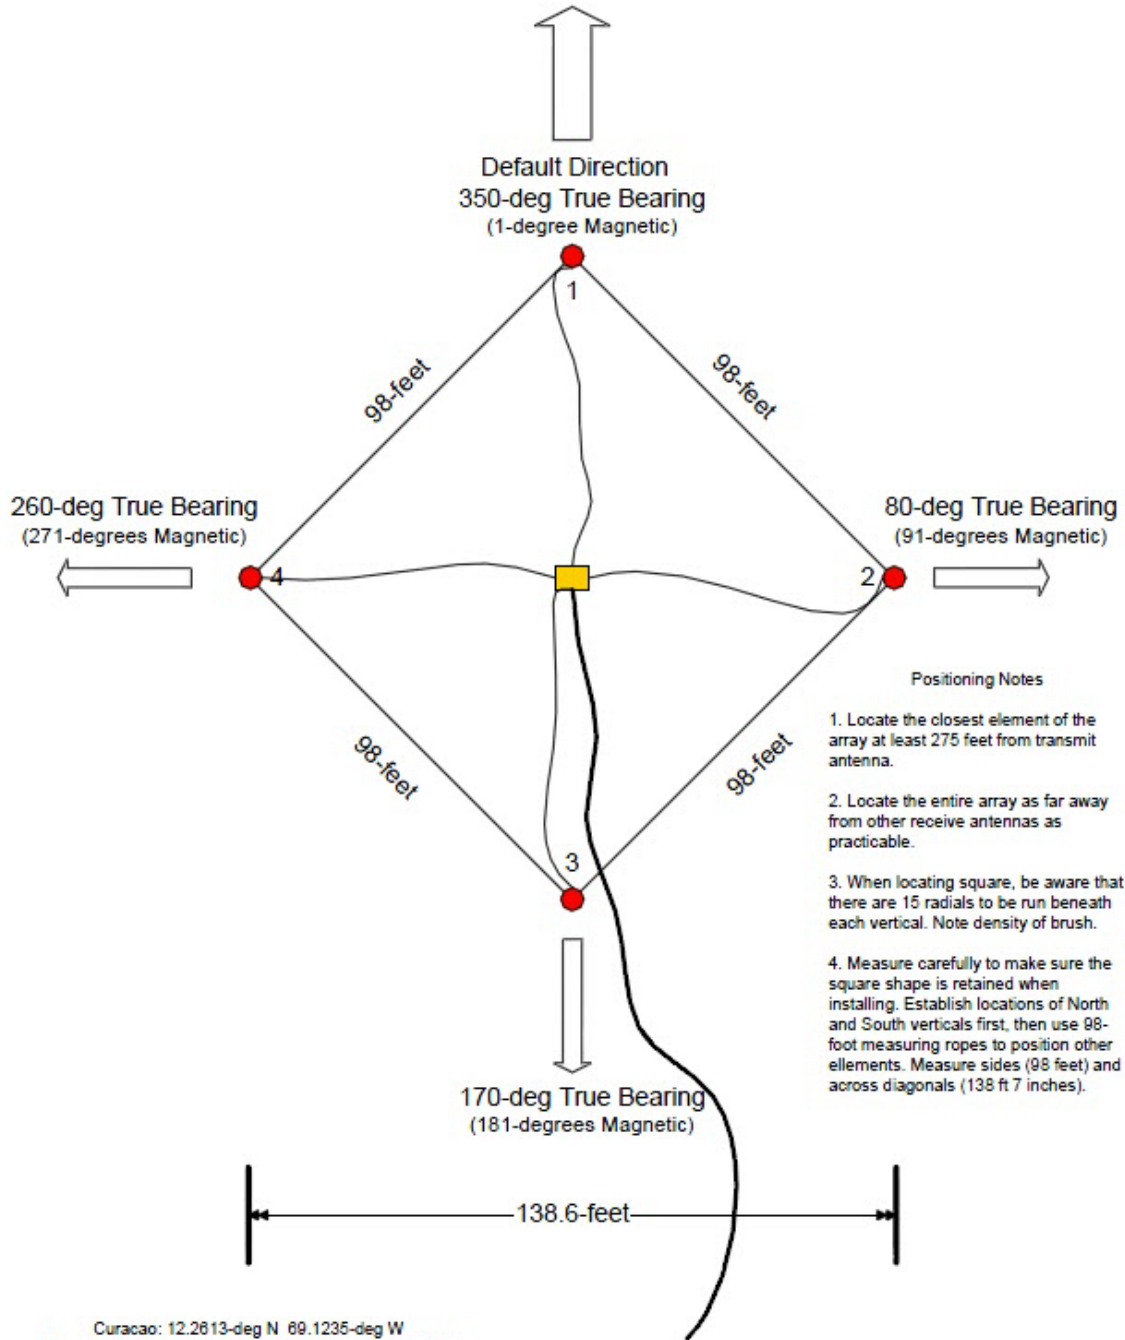 Default Direction
350-deg True Bearing
(1-degree Magnetic)
1
98-feet
98-feet
260-deg True Bearing
(271-degrees Magnetic)
80-deg True Bearing
(91-degrees Magnetic)
4
2
Positioning Notes
1. Locate the closest element of the
array at least 275 feet from transmit
antenna.
2. Locate the entire array as far away
from other receive antennas as
practicable.
3. When locating square, be aware that
there are 15 radials to be run beneath
each vertical. Note density of brush.
4. Measure carefully to make sure the
square shape is retained when
installing. Establish locations of North
and South verticals first, then use 98-
foot measuring ropes to position other
ellements. Measure sides (98 feet) and
across diagonals (138 ft 7 inches).
98-feet
98-feet
3
170-deg True Bearing
(181-degrees Magnetic)
138.6-feet
Curacao: 12.2613-deg N 69.1235-deg W